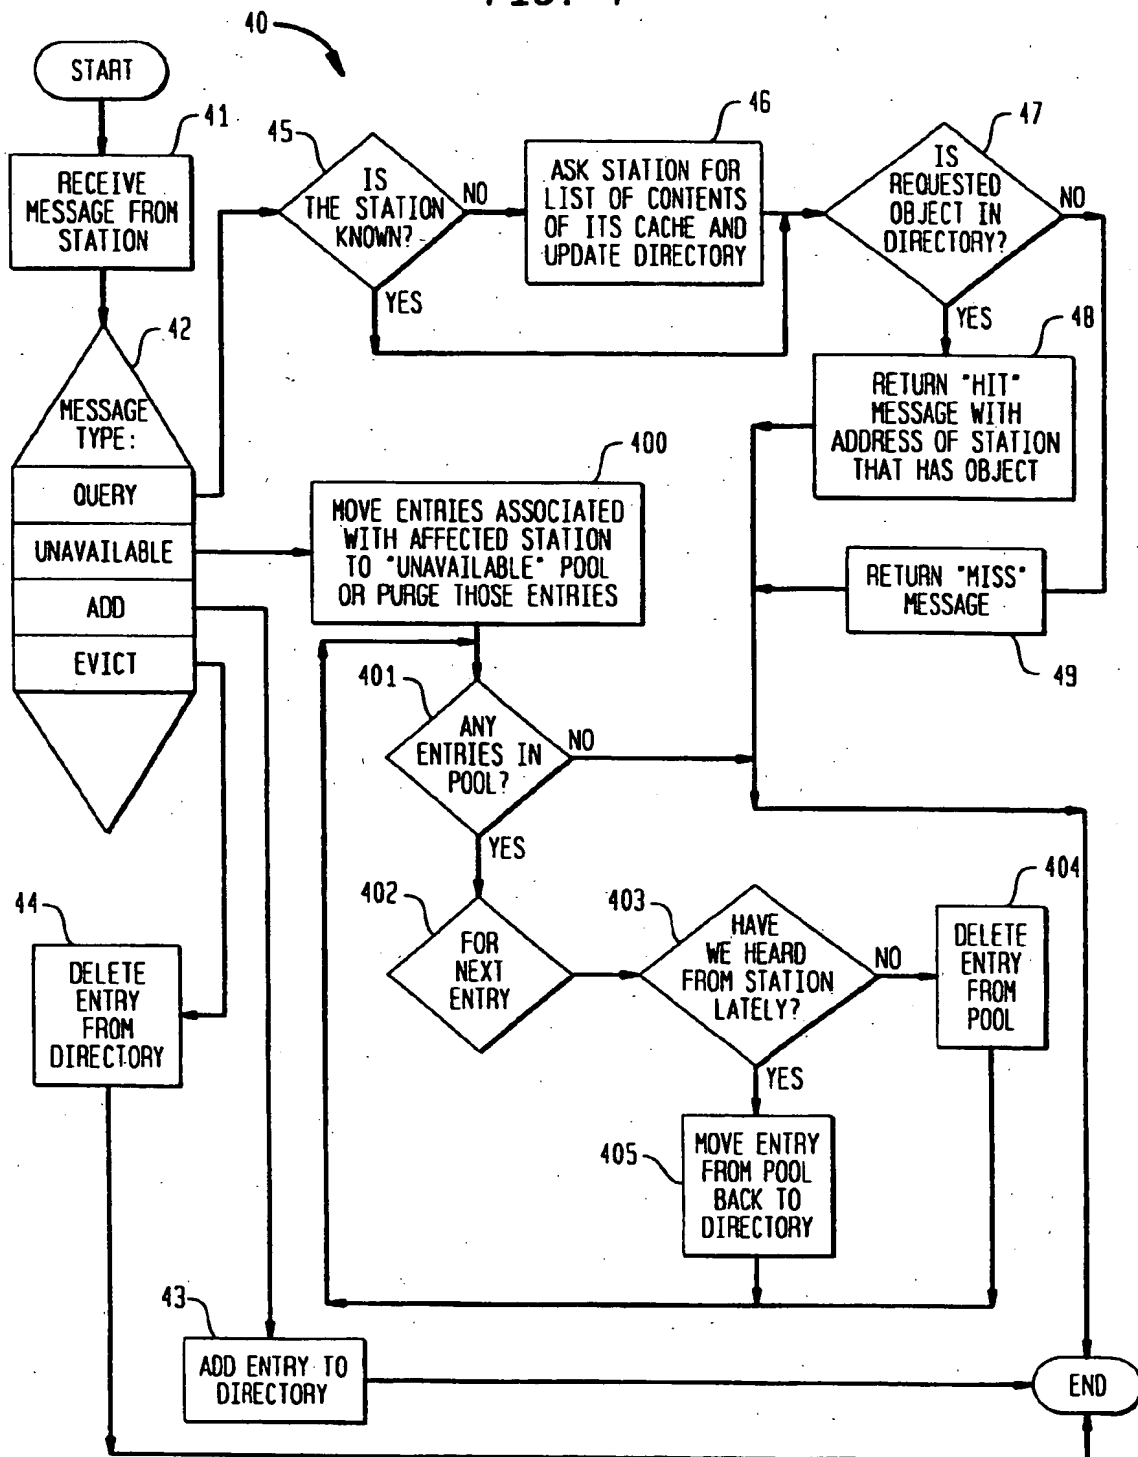 40
START
41
RECEIVE
MESSAGE FROM
STATION
42
MESSAGE
TYPE:
QUERY
UNAVAILABLE
ADD
EVICT
45
IS
THE STATION
KNOWN?
NO
YES
46
ASK STATION FOR
LIST OF CONTENTS
OF ITS CACHE AND
UPDATE DIRECTORY
47
IS
REQUESTED
OBJECT IN
DIRECTORY?
NO
YES
48
RETURN "HIT"
MESSAGE WITH
ADDRESS OF STATION
THAT HAS OBJECT
RETURN "MISS"
MESSAGE
49
400
MOVE ENTRIES ASSOCIATED
WITH AFFECTED STATION
TO "UNAVAILABLE" POOL
OR PURGE THOSE ENTRIES
401
ANY
ENTRIES IN
POOL?
NO
YES
402
FOR
NEXT
ENTRY
403
HAVE
WE HEARD
FROM STATION
LATELY?
NO
YES
404
DELETE
ENTRY
FROM
POOL
405
MOVE ENTRY
FROM POOL
BACK TO
DIRECTORY
44
DELETE
ENTRY
FROM
DIRECTORY
43
ADD ENTRY TO
DIRECTORY
END